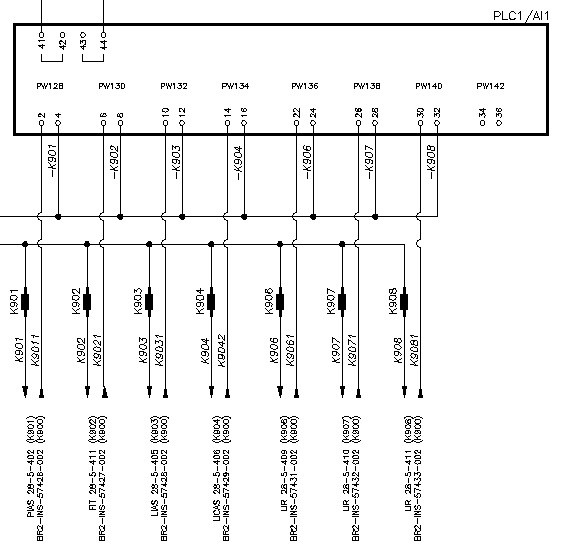 PLC1/AI1
41 42 43 44
PW128 PW130 PW132 PW134 PW136 PW138 PW140 PW142
2 4 6 8 10 12 14 16 22 24 26 28 30 32 34 36
-K901 -K902 -K903 -K904 -K906 -K907 -K908
K901 K902 K903 K904 K906 K907 K908
K901 K9011 K902 K9021 K903 K9031 K904 K9042 K906 K9061 K907 K9071 K908 K9081
PIAS 28-5-402 (K901)
BR2-INS-57426-002 (K900)
FIT 28-5-411 (K902)
BR2-INS-57427-002 (K900)
LIAS 28-5-405 (K903)
BR2-INS-57428-002 (K900)
LICAS 28-5-406 (K904)
BR2-INS-57429-002 (K900)
LIR 28-5-409 (K906)
BR2-INS-57431-002 (K900)
LIR 28-5-410 (K907)
BR2-INS-57432-002 (K900)
LIR 28-5-411 (K908)
BR2-INS-57433-002 (K900)